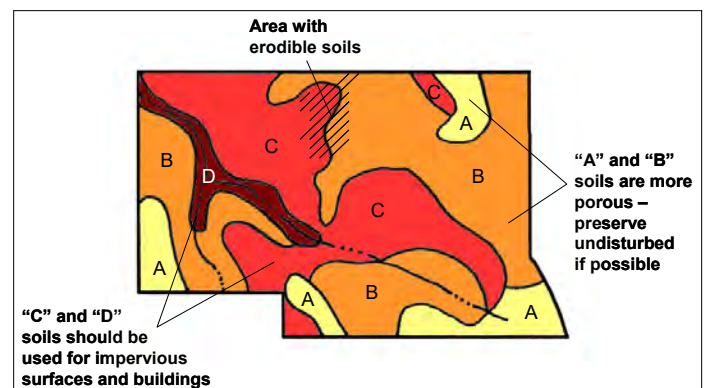 Area with
erodible soils
C
A
B
C
D
B
C
"A" and "B"
soils are more
porous –
preserve
undisturbed
if possible
A
A
B
A
"C" and "D"
soils should be
used for impervious
surfaces and buildings